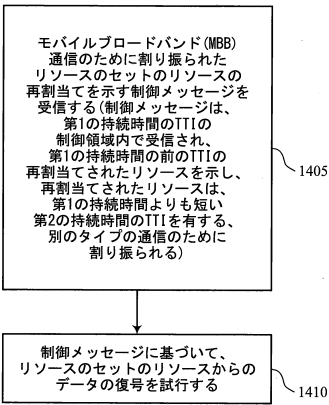 モバイルブロードバンド(MBB)
通信のために割り振られた
リソースのセットのリソースの
再割当てを示す制御メッセージを
受信する(制御メッセージは、
第1の持続時間のTTIの
制御領域内で受信され、
第1の持続時間の前のTTIの
再割当てされたリソースを示し、
再割当てされたリソースは、
第1の持続時間よりも短い
第2の持続時間のTTIを有する、
別のタイプの通信のために
割り振られる)
1405
制御メッセージに基づいて、
リソースのセットのリソースからの
データの復号を試行する
1410